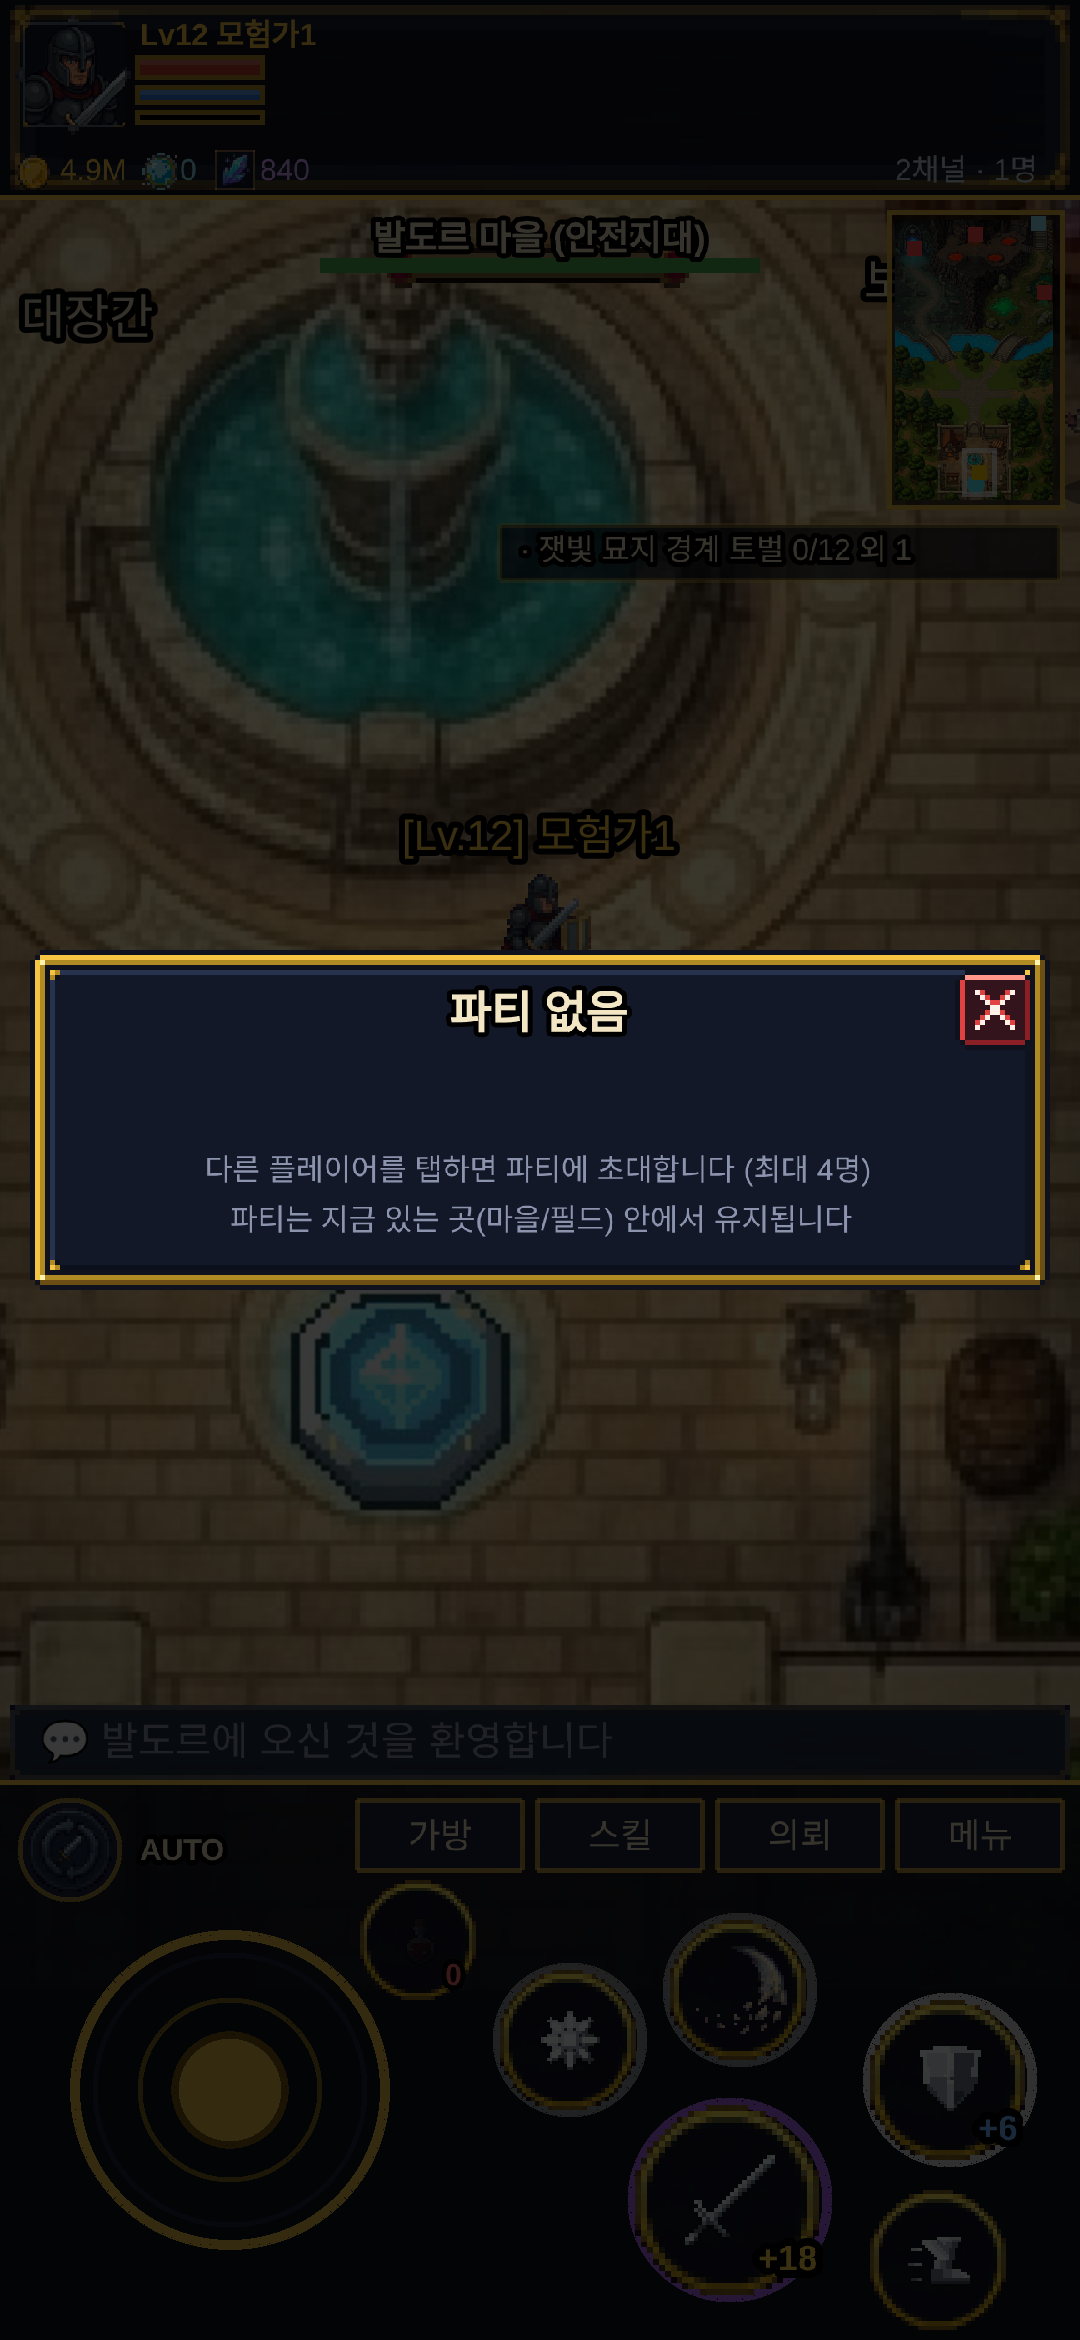 Lv12 모험가1
4.9M 0 840 2채널 · 1명
발도르 마을 (안전지대)
대장간
· 잿빛 묘지 경계 토벌 0/12 외 1
[Lv.12] 모험가1
파티 없음
다른 플레이어를 탭하면 파티에 초대합니다 (최대 4명)
파티는 지금 있는 곳(마을/필드) 안에서 유지됩니다
발도르에 오신 것을 환영합니다
AUTO 가방 스킬 의뢰 메뉴
0
+6
+18